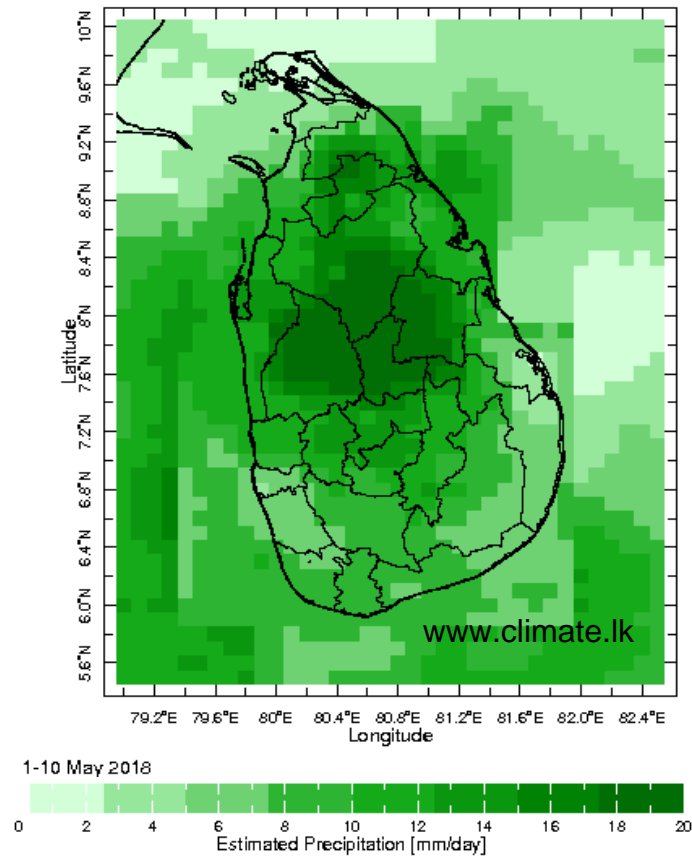 10°N
9.6°N
9.2°N
8.8°N
8.4°N
8°N
7.6°N
7.2°N
6.8°N
6.4°N
6.0°N
5.6°N
Latitude
www.climate.lk
79.2°E 79.6°E 80°E 80.4°E 80.8°E 81.2°E 81.6°E 82.0°E 82.4°E
Longitude
1-10 May 2018
0 2 4 6 8 10 12 14 16 18 20
Estimated Precipitation [mm/day]